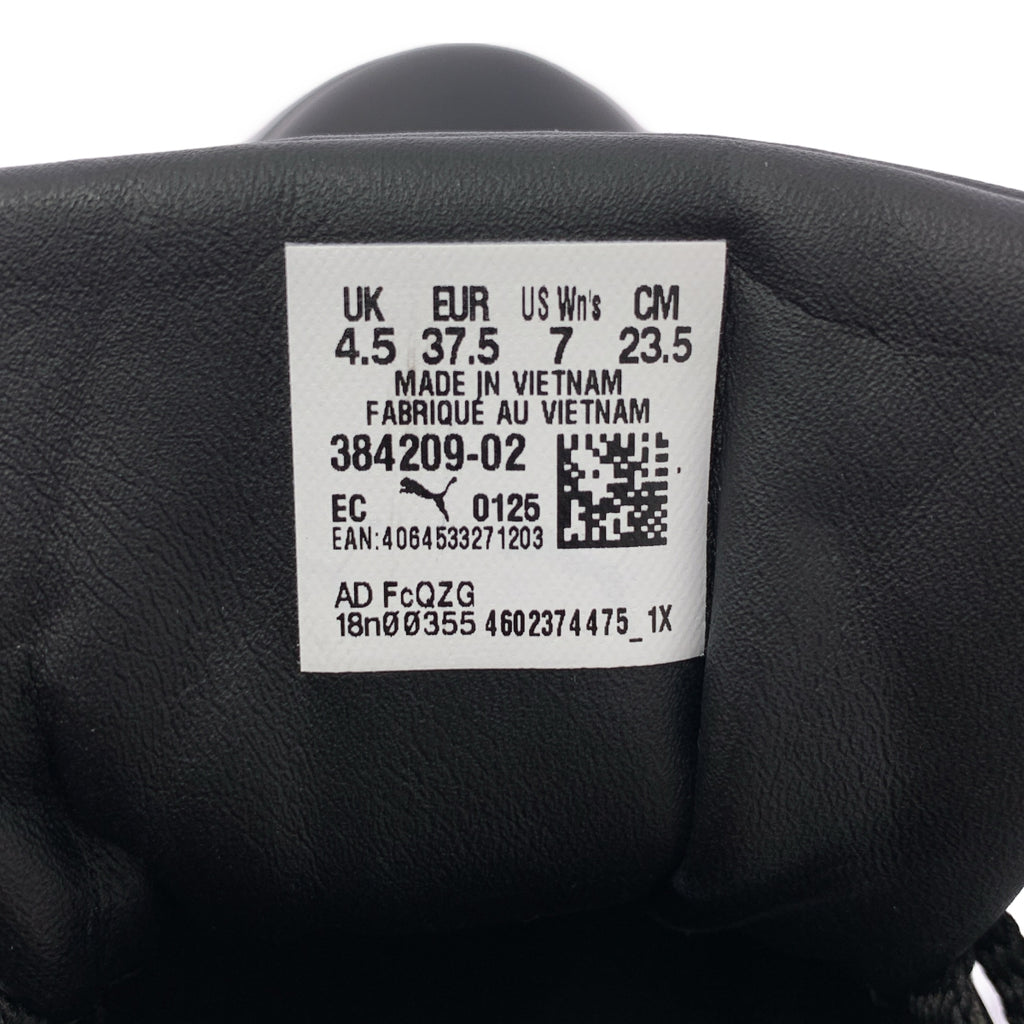 UK EUR US Wn's CM
4.5 37.5 7 23.5
MADE IN VIETNAM
FABRIQUE AU VIETNAM
384209-02
EC 0125
EAN:4064533271203
AD FcQZG
18n00355 4602374475_1X